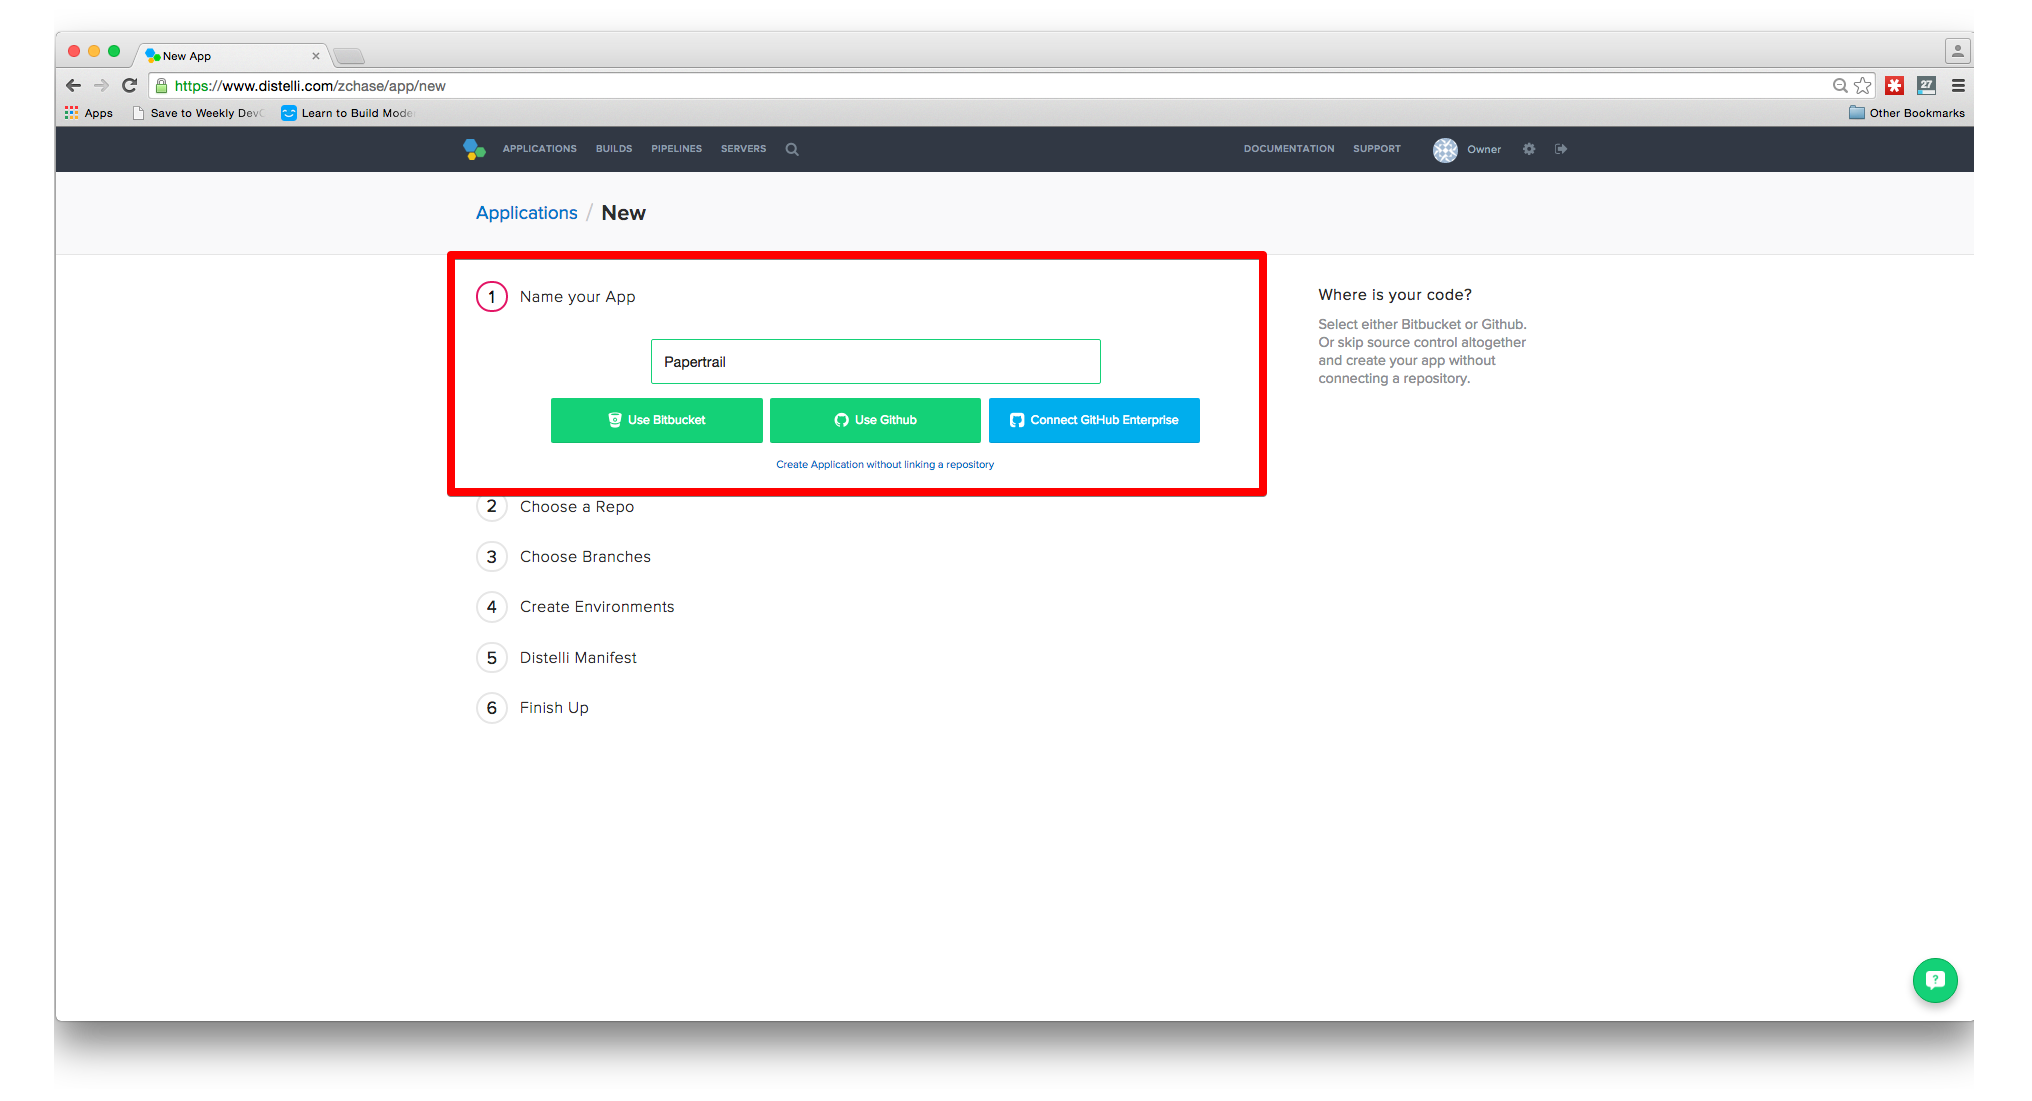 New App
https://www.distelli.com/zchase/app/new
27
Apps
Save to Weekly Dev
Learn to Build Mode
Other Bookmarks
APPLICATIONS BUILDS PIPELINES SERVERS
DOCUMENTATION SUPPORT Owner
Applications / New
1 Name your App
Papertrail
Use Bitbucket
Use Github
Connect GitHub Enterprise
Create Application without linking a repository
2 Choose a Repo
3 Choose Branches
4 Create Environments
5 Distelli Manifest
6 Finish Up
Where is your code?
Select either Bitbucket or Github.
Or skip source control altogether
and create your app without
connecting a repository.
?